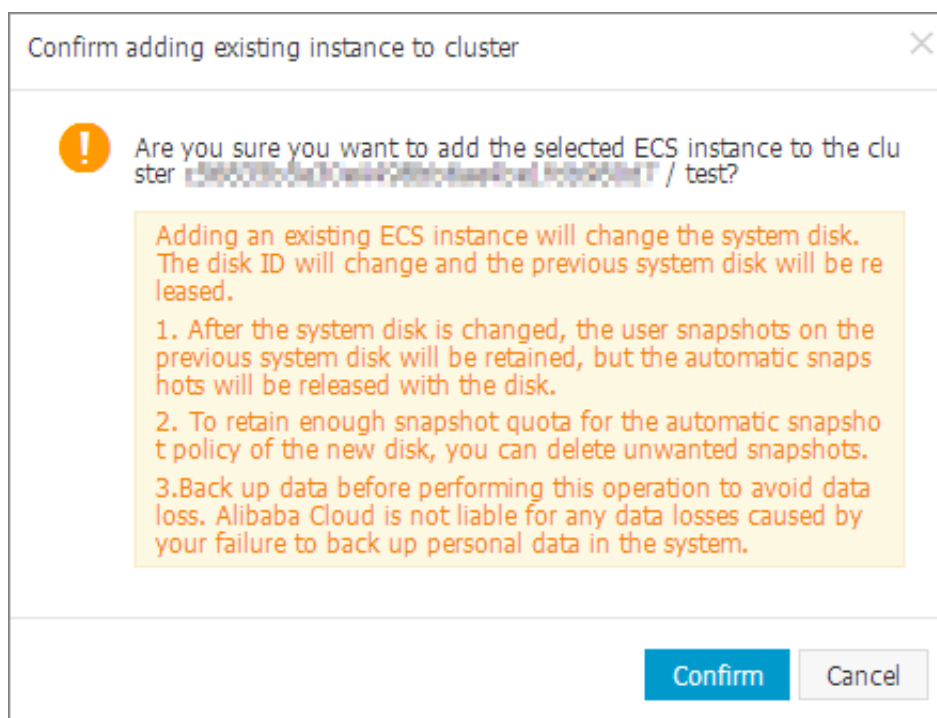 Confirm adding existing instance to cluster
Are you sure you want to add the selected ECS instance to the clu
ster / test?
Adding an existing ECS instance will change the system disk.
The disk ID will change and the previous system disk will be re
leased.
1. After the system disk is changed, the user snapshots on the
previous system disk will be retained, but the automatic snaps
hots will be released with the disk.
2. To retain enough snapshot quota for the automatic snapsho
t policy of the new disk, you can delete unwanted snapshots.
3.Back up data before performing this operation to avoid data
loss. Alibaba Cloud is not liable for any data losses caused by
your failure to back up personal data in the system.
Confirm Cancel